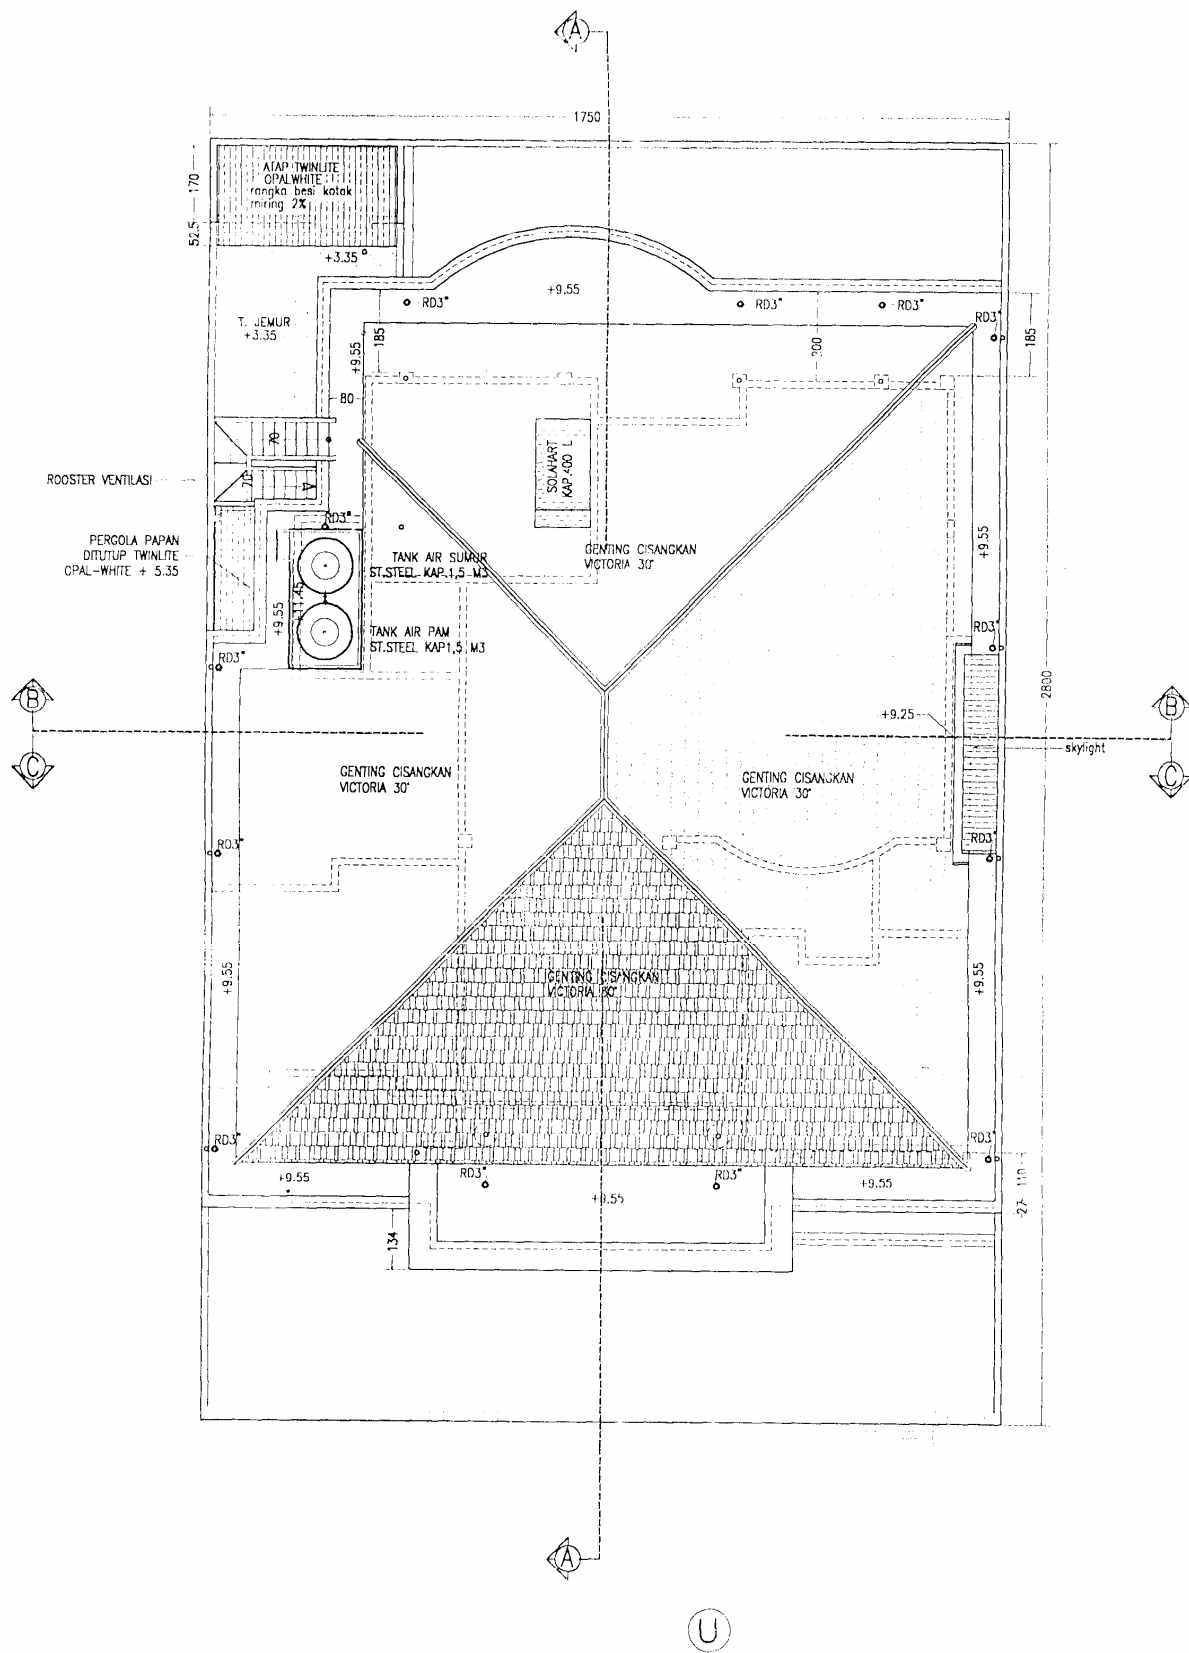 A
1750
ATAP TWINLITE
OPALWHITE
rangka besi kotak
miring 2%
170
52.5
+3.35
+9.55
RD3"
RD3"
RD3"
RD3"
T. JEMUR
+3.35
+9.55
185
200
185
80
70
70
A
SOLAHART
KAP.400 L
ROOSTER VENTILASI
RD3"
PERGOLA PAPAN
DITUTUP TWINLITE
OPAL-WHITE + 5.35
TANK AIR SUMUR
ST.STEEL KAP.1,5 M3
GENTING CISANGKAN
VICTORIA 30°
+9.55
+9.55
+11.45
TANK AIR PAM
ST.STEEL KAP1,5 M3
RD3"
RD3"
2800
B
B
+9.25
skylight
C
C
GENTING CISANGKAN
VICTORIA 30°
GENTING CISANGKAN
VICTORIA 30°
RD3"
RD3"
+9.55
GENTING CISANGKAN
VICTORIA 30°
+9.55
RD3"
RD3"
+9.55
RD3"
RD3"
+9.55
+9.55
110
27
134
A
U